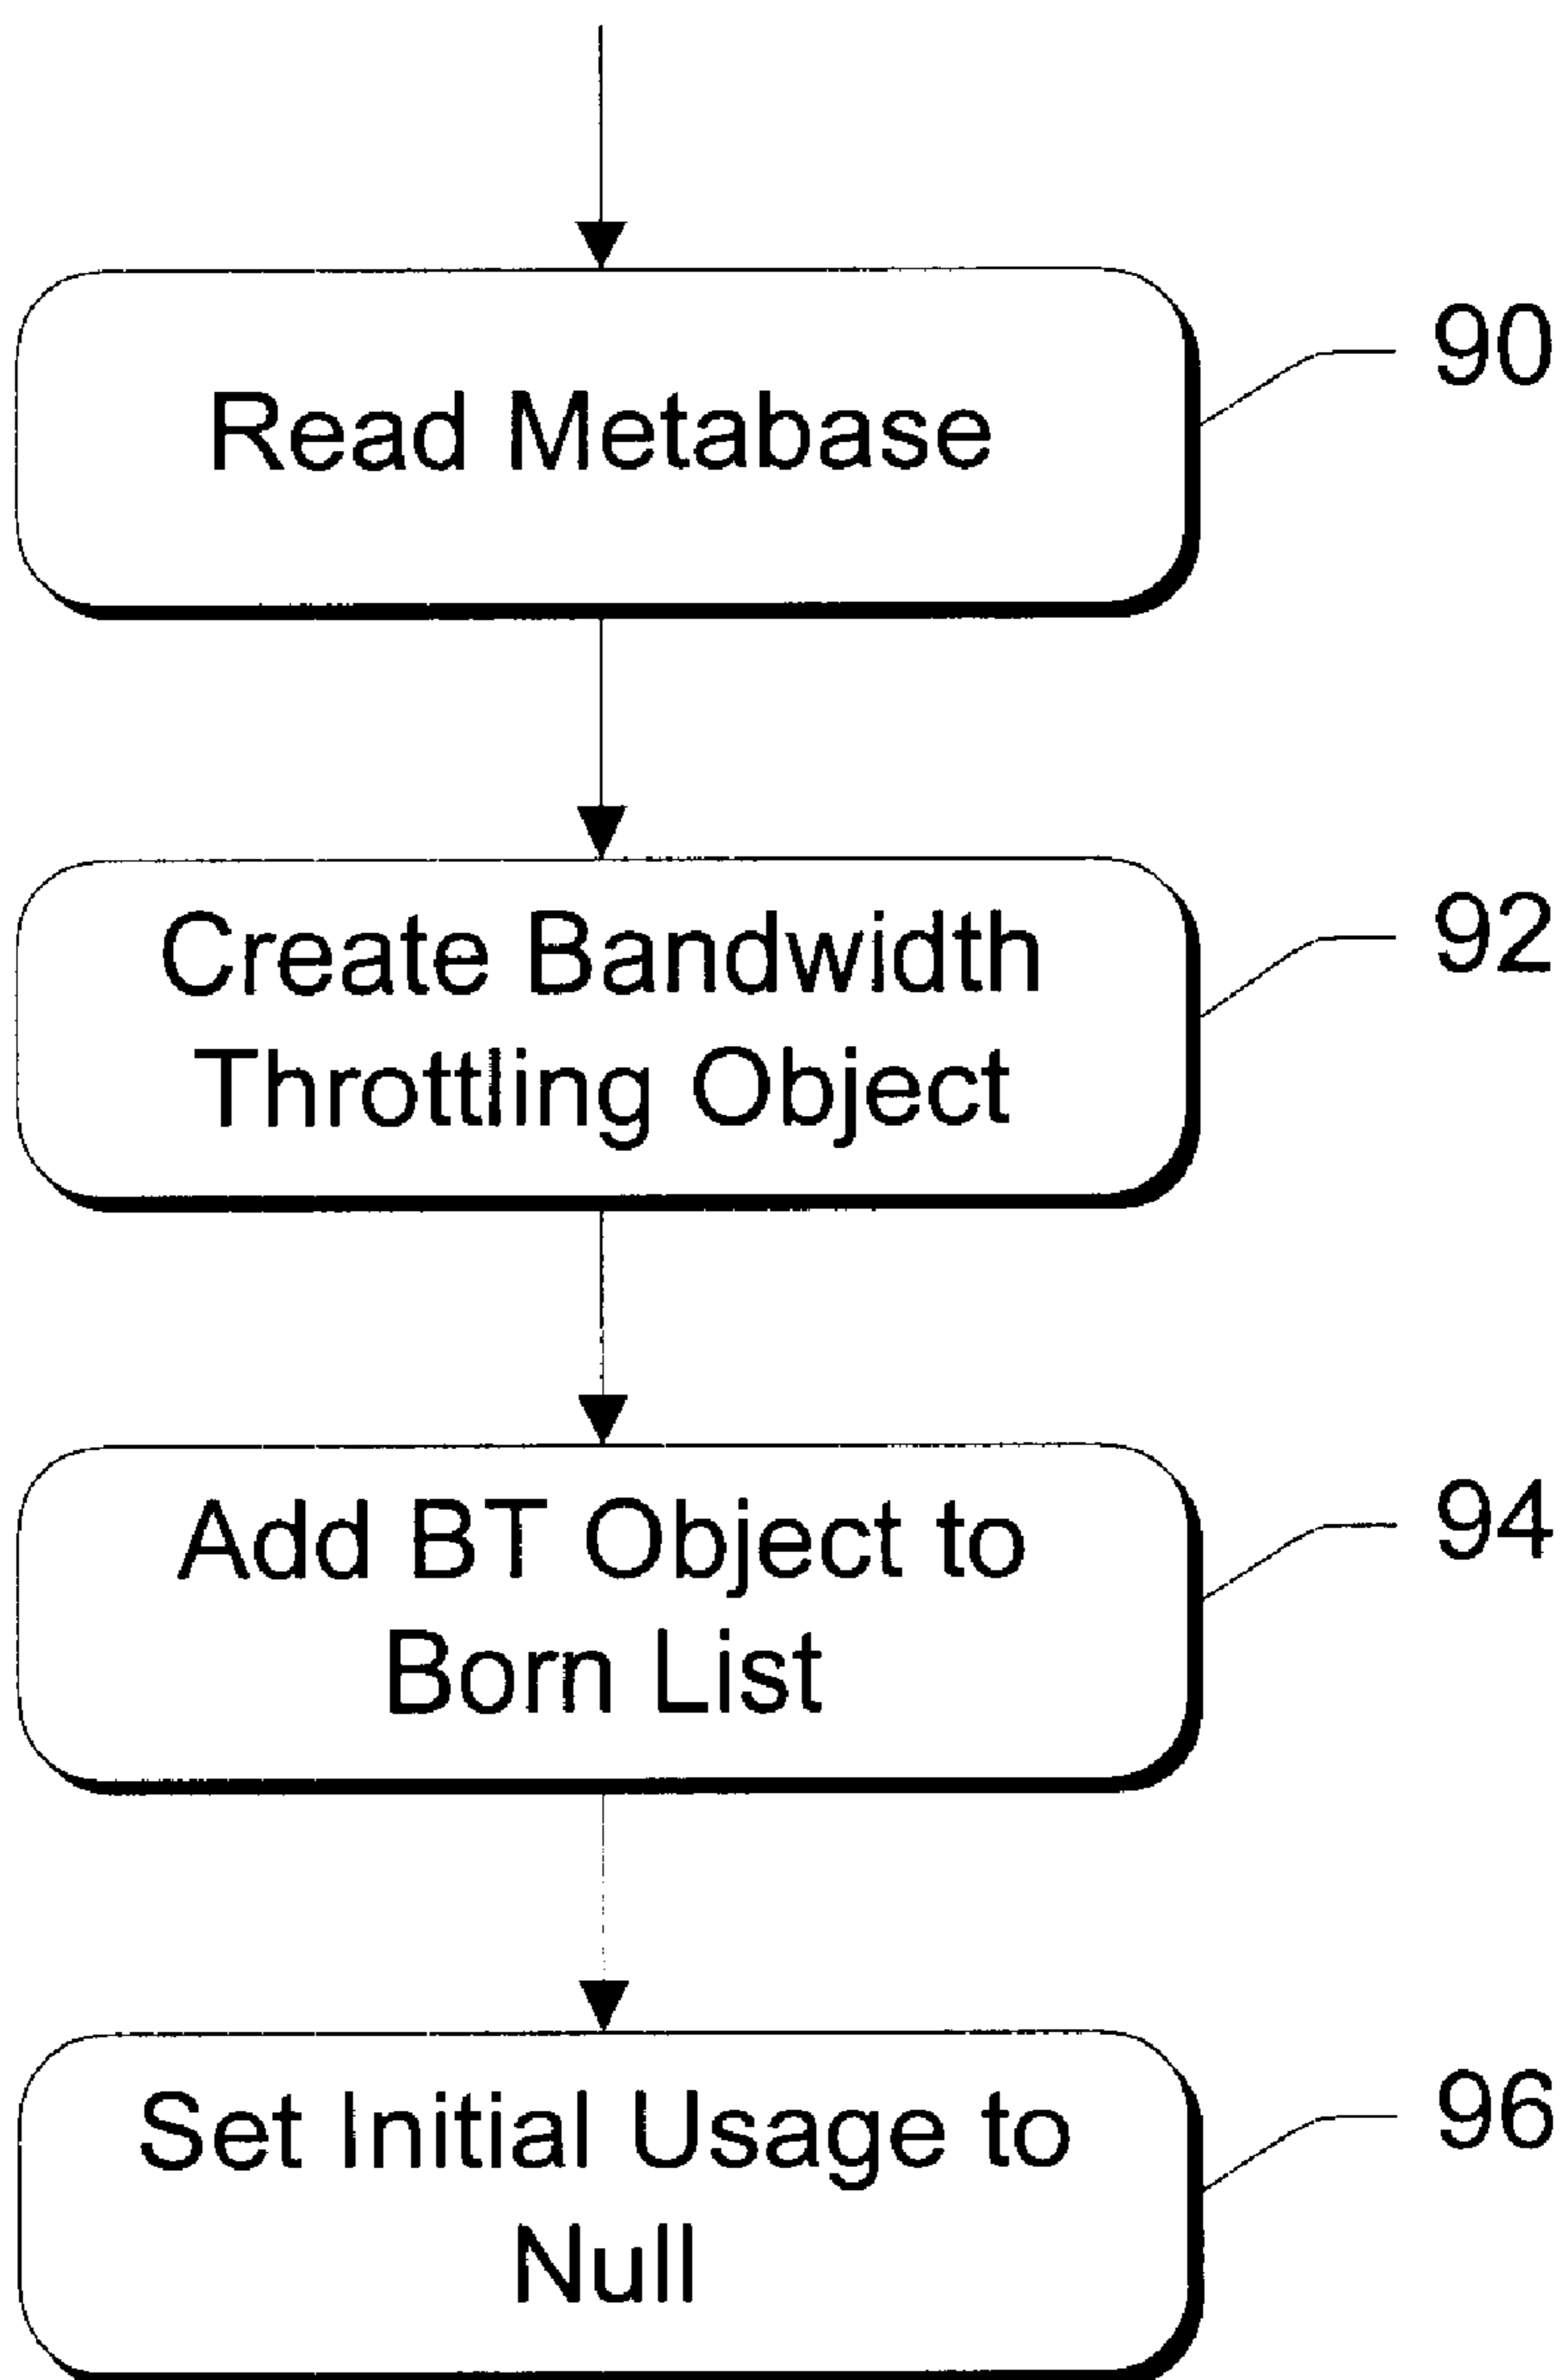 Read Metabase
90
Create Bandwidth
Throttling Object
92
Add BT Object to
Born List
94
Set Initial Usage to
Null
96